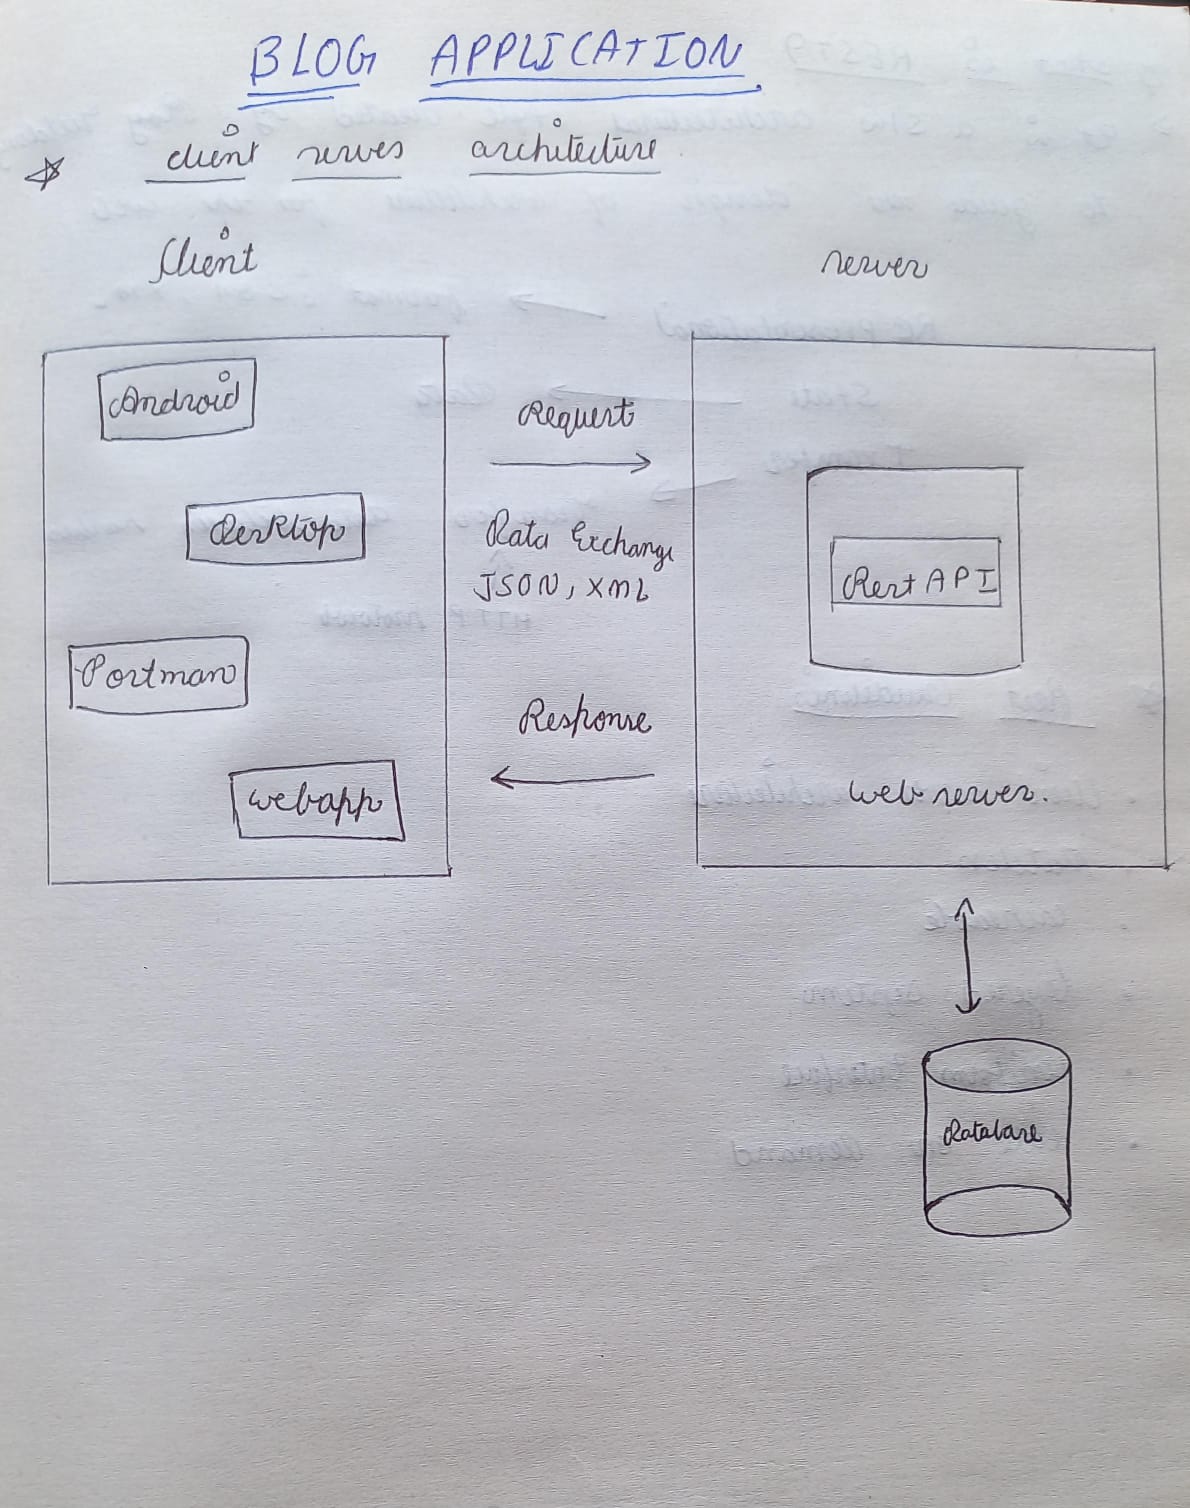 BLOG APPLICATION
client server architecture
Client
server
Android
Desktop
Postman
webapp
Request
Data Exchange
JSON, XML
Response
Rest API
web server.
Database